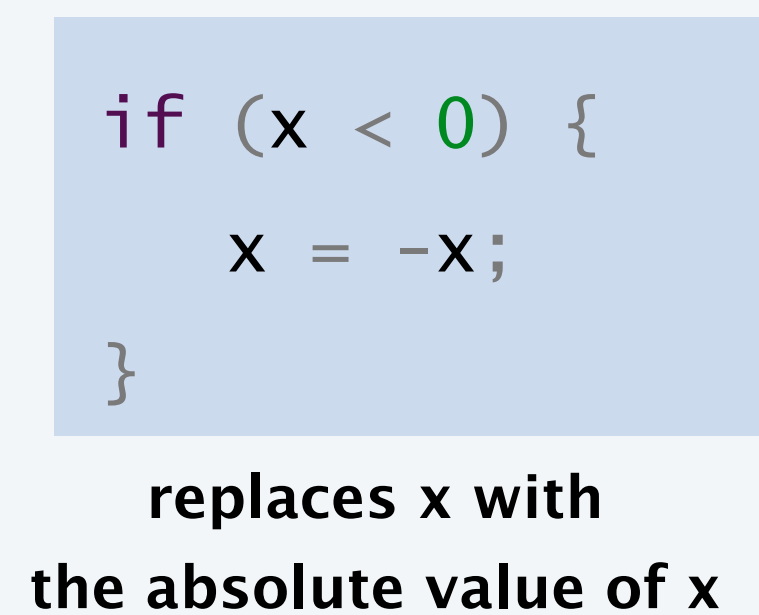 if (x < 0) {
   x = -x;
}
replaces x with
the absolute value of x